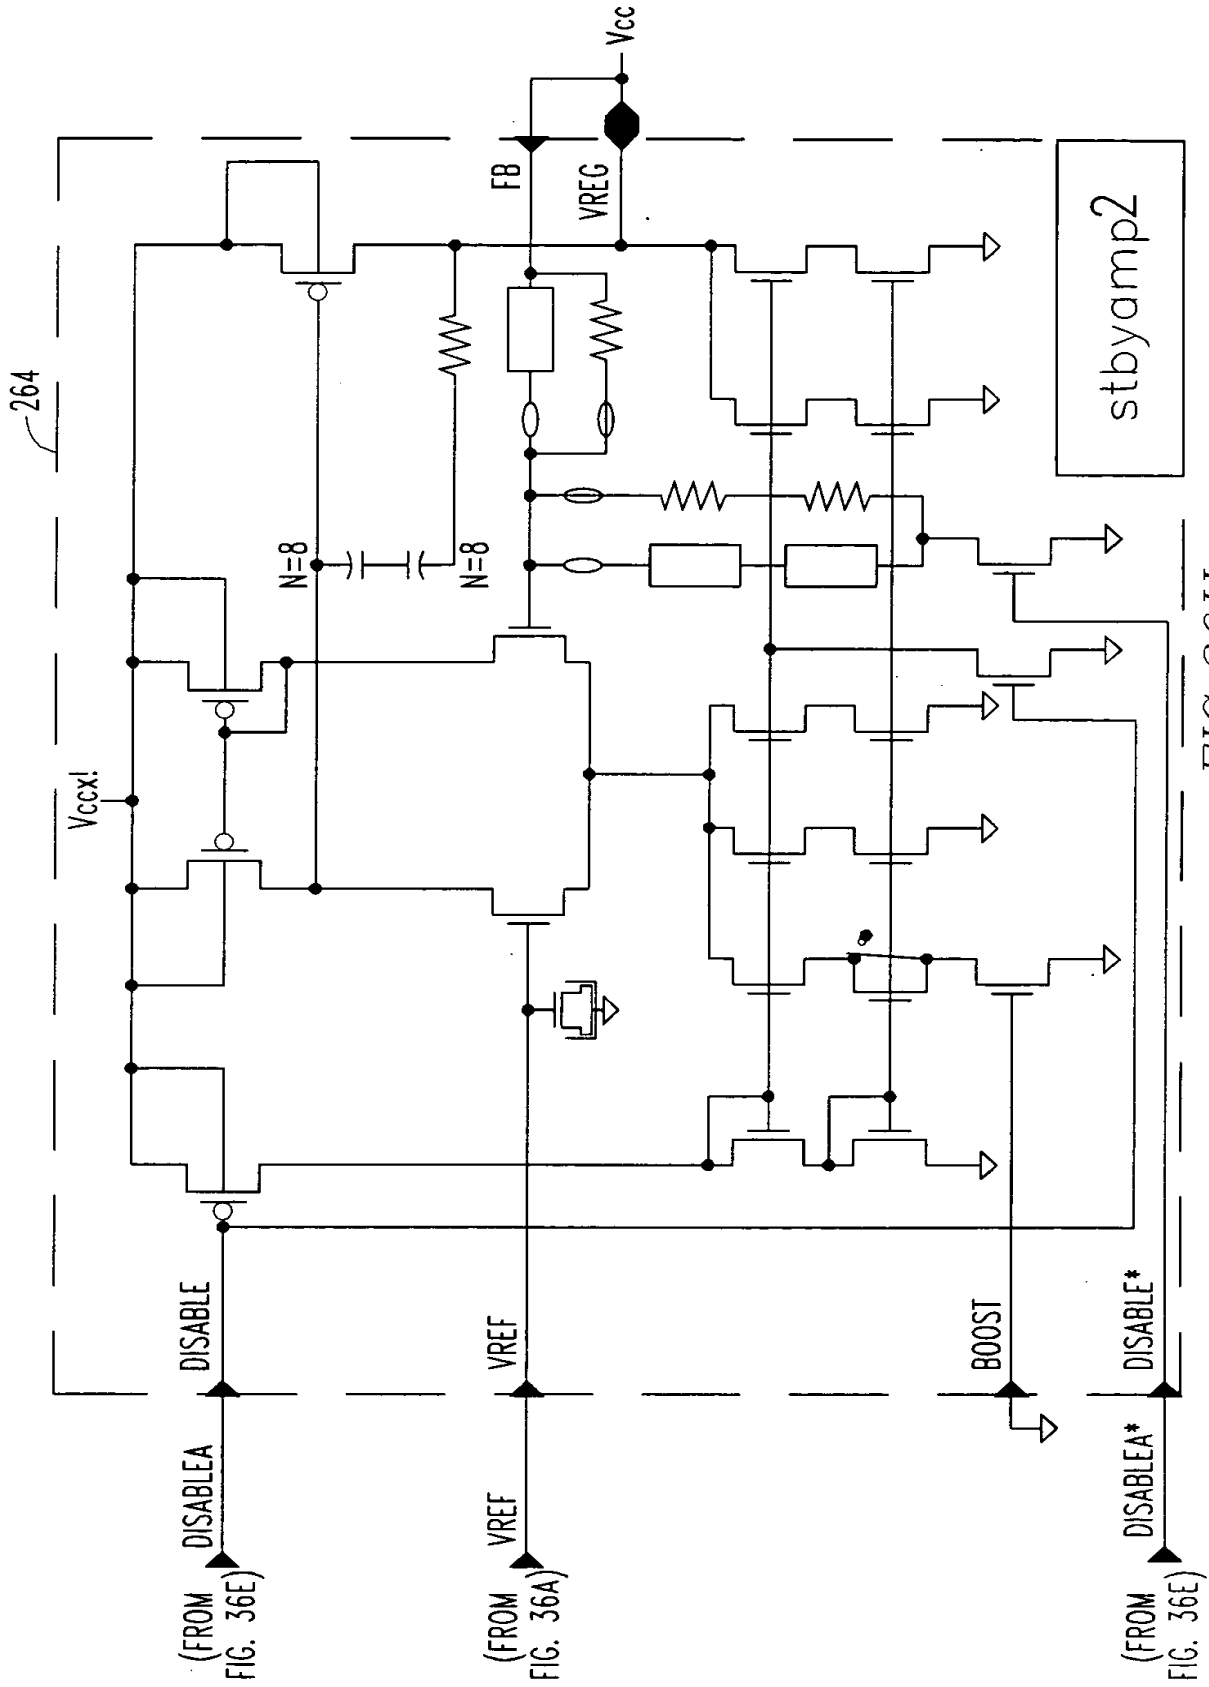 264
Vccx!
N=8
N=8
FB
VREG
Vcc
(FROM
FIG. 36E)
DISABLEA
DISABLE
(FROM
FIG. 36A)
VREF
VREF
BOOST
(FROM
FIG. 36E)
DISABLEA*
DISABLE*
stbyamp2